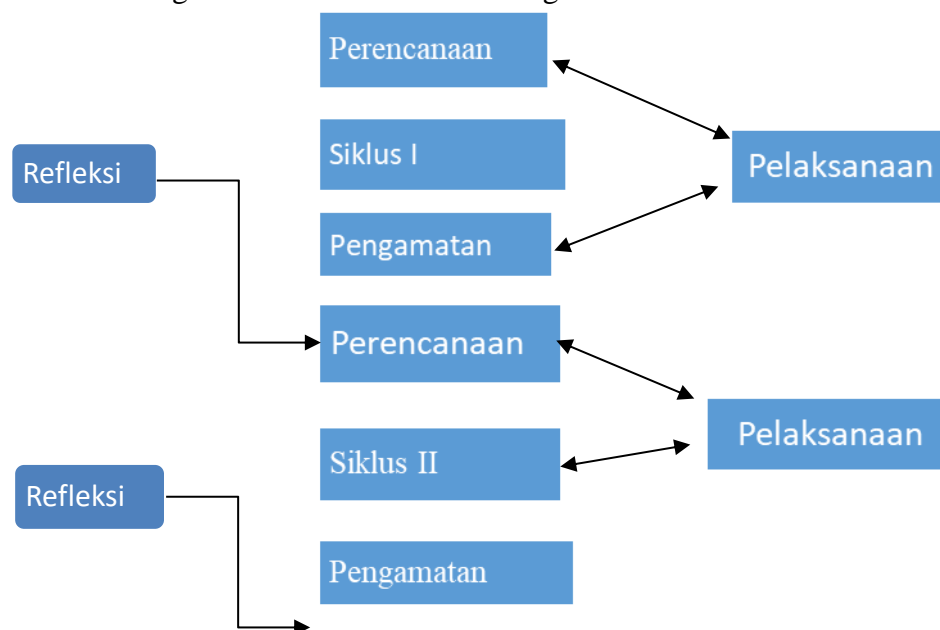 Perencanaan
Siklus I
Pelaksanaan
Refleksi
Pengamatan
Perencanaan
Pelaksanaan
Siklus II
Refleksi
Pengamatan